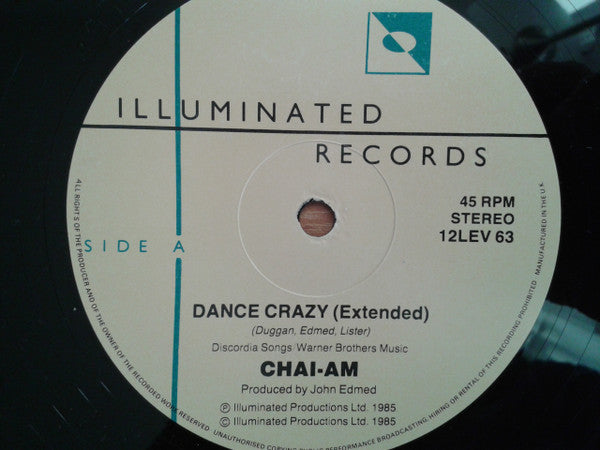 ILLUMINATED
RECORDS
45 RPM
STEREO
12LEV 63
SIDE A
DANCE CRAZY (Extended)
(Duggan, Edmed, Lister)
Discordia Songs/Warner Brothers Music
CHAI-AM
Produced by John Edmed
Ⓟ Illuminated Productions Ltd. 1985
© Illuminated Productions Ltd. 1985
ALL RIGHTS OF THE PRODUCER AND OF THE OWNER OF THE RECORDED WORK RESERVED · UNAUTHORISED COPYING PUBLIC PERFORMANCE BROADCASTING, HIRING OR RENTAL OF THIS RECORDING PROHIBITED · MANUFACTURED IN THE U.K.